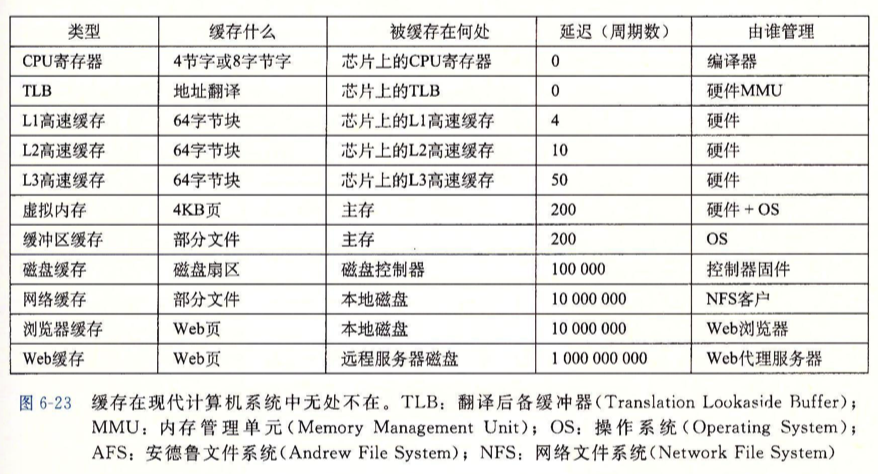 类型 缓存什么 被缓存在何处 延迟（周期数） 由谁管理
CPU寄存器 4节字或8字节字 芯片上的CPU寄存器 0 编译器
TLB 地址翻译 芯片上的TLB 0 硬件MMU
L1高速缓存 64字节块 芯片上的L1高速缓存 4 硬件
L2高速缓存 64字节块 芯片上的L2高速缓存 10 硬件
L3高速缓存 64字节块 芯片上的L3高速缓存 50 硬件
虚拟内存 4KB页 主存 200 硬件 + OS
缓冲区缓存 部分文件 主存 200 OS
磁盘缓存 磁盘扇区 磁盘控制器 100 000 控制器固件
网络缓存 部分文件 本地磁盘 10 000 000 NFS客户
浏览器缓存 Web页 本地磁盘 10 000 000 Web浏览器
Web缓存 Web页 远程服务器磁盘 1 000 000 000 Web代理服务器
图 6-23 缓存在现代计算机系统中无处不在。TLB：翻译后备缓冲器(Translation Lookaside Buffer)；
MMU：内存管理单元(Memory Management Unit)；OS：操作系统(Operating System)；
AFS：安德鲁文件系统(Andrew File System)；NFS：网络文件系统(Network File System)